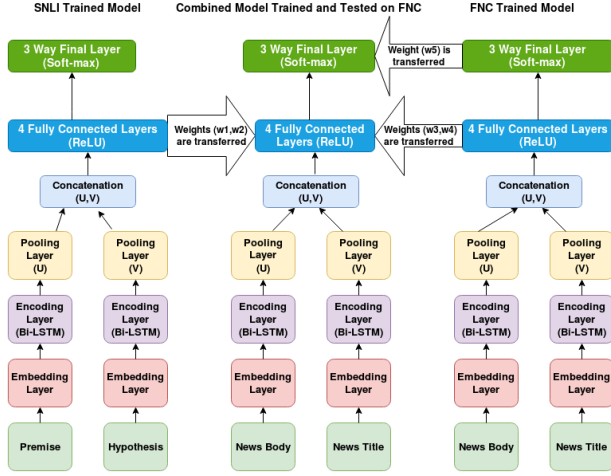 SNLI Trained Model
Combined Model Trained and Tested on FNC
FNC Trained Model
3 Way Final Layer
(Soft-max)
3 Way Final Layer
(Soft-max)
Weight (w5) is
transferred
3 Way Final Layer
(Soft-max)
4 Fully Connected Layers
(ReLU)
Weights (w1,w2)
are transferred
4 Fully Connected
Layers (ReLU)
Weights (w3,w4)
are transferred
4 Fully Connected Layers
(ReLU)
Concatenation
(U,V)
Concatenation
(U,V)
Concatenation
(U,V)
Pooling
Layer
(U)
Pooling
Layer
(V)
Pooling
Layer
(U)
Pooling
Layer
(V)
Pooling
Layer
(U)
Pooling
Layer
(V)
Encoding
Layer
(Bi-LSTM)
Encoding
Layer
(Bi-LSTM)
Encoding
Layer
(Bi-LSTM)
Encoding
Layer
(Bi-LSTM)
Encoding
Layer
(Bi-LSTM)
Encoding
Layer
(Bi-LSTM)
Embedding
Layer
Embedding
Layer
Embedding
Layer
Embedding
Layer
Embedding
Layer
Embedding
Layer
Premise
Hypothesis
News Body
News Title
News Body
News Title